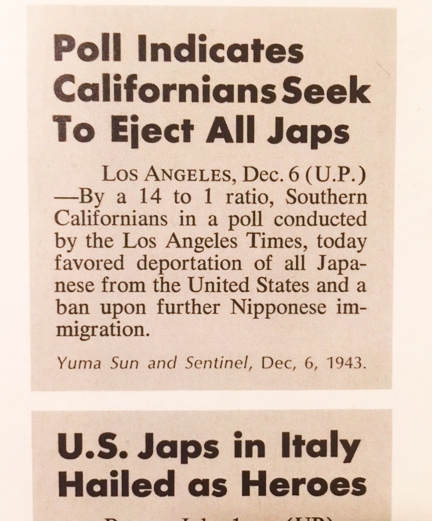 Poll Indicates
Californians Seek
To Eject All Japs
LOS ANGELES, Dec. 6 (U.P.)
—By a 14 to 1 ratio, Southern
Californians in a poll conducted
by the Los Angeles Times, today
favored deportation of all Japa-
nese from the United States and a
ban upon further Nipponese im-
migration.
Yuma Sun and Sentinel, Dec, 6, 1943.
U.S. Japs in Italy
Hailed as Heroes
(UP)